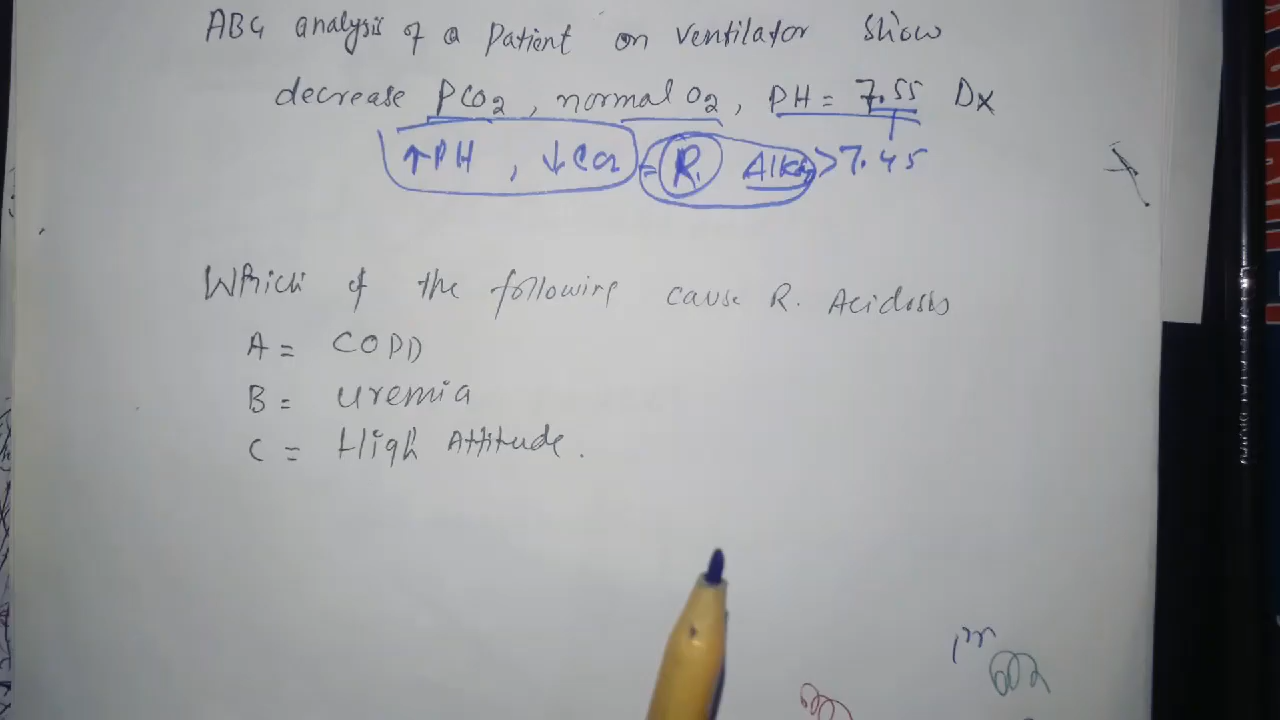 ABG analysis of a Patient on ventilator show
decrease PCO2, normal O2, PH = 7.55 Dx
↑PH, ↓CO2 = R. Alka >7.45
Which of the following cause R. Acidosis
A = COPD
B = Uremia
C = High Attitude.